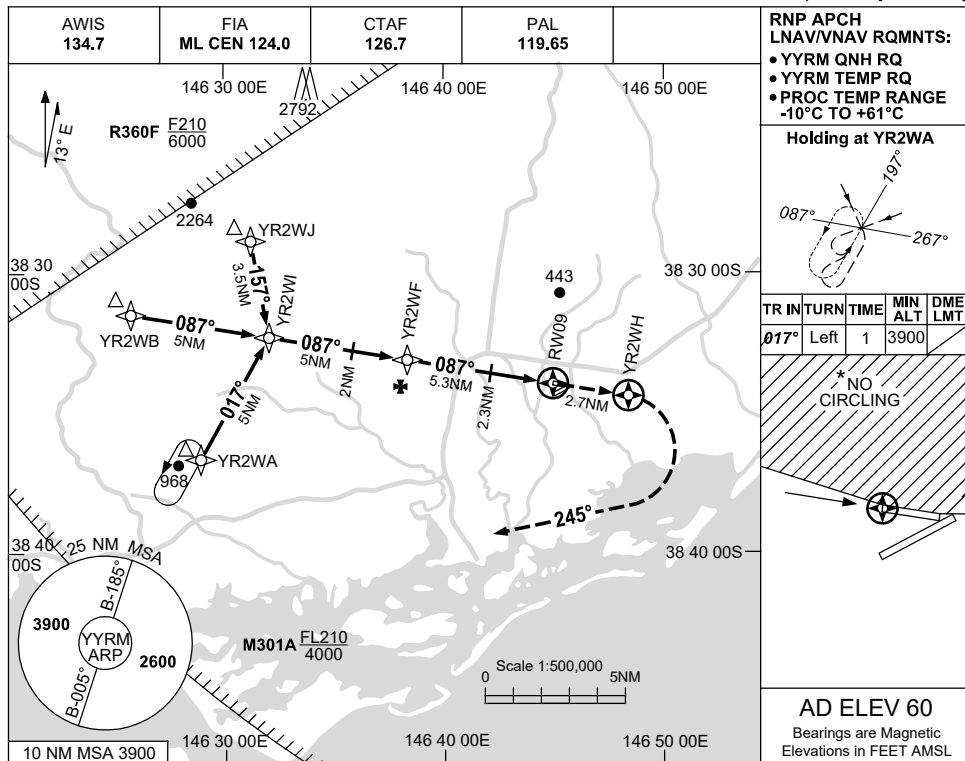 AWIS
134.7
FIA
ML CEN 124.0
CTAF
126.7
PAL
119.65
RNP APCH
LNAV/VNAV RQMNTS:
• YYRM QNH RQ
• YYRM TEMP RQ
• PROC TEMP RANGE
-10°C TO +61°C
146 30 00E
146 40 00E
146 50 00E
2792
13° E
R360F F210
6000
2264
Holding at YR2WA
197°
087°
267°
YR2WJ
38 30
00S
157°
3.5NM
YR2WI
YR2WB
087°
5NM
087°
5NM
2NM
YR2WF
087°
5.3NM
2.3NM
443
RW09
2.7NM
YR2WH
38 30 00S
TR IN TURN TIME MIN ALT DME LMT
017° Left 1 3900
017°
5NM
YR2WA
968
*NO
CIRCLING
245°
38 40
00S
38 40 00S
25 NM MSA
B-185°
3900
YYRM
ARP
2600
B-005°
M301A FL210
4000
Scale 1:500,000
0
5NM
10 NM MSA 3900
146 30 00E
146 40 00E
146 50 00E
AD ELEV 60
Bearings are Magnetic
Elevations in FEET AMSL